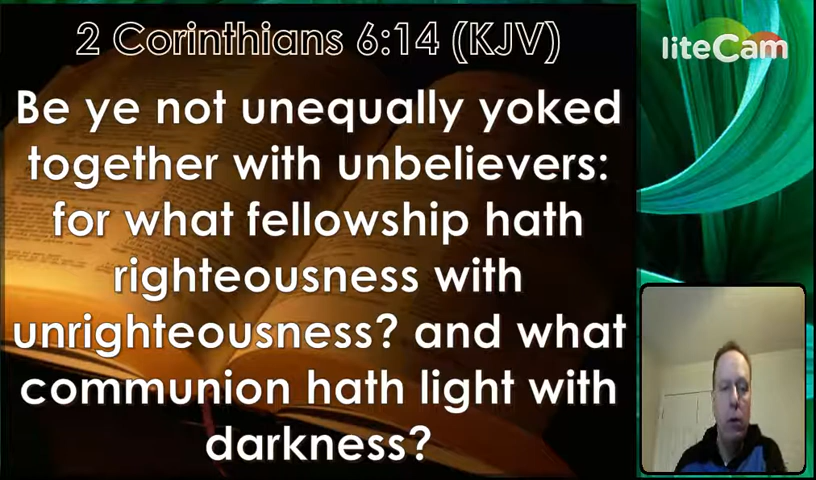 2 Corinthians 6:14 (KJV)
Be ye not unequally yoked
together with unbelievers:
for what fellowship hath
righteousness with
unrighteousness? and what
communion hath light with
darkness?
liteCam